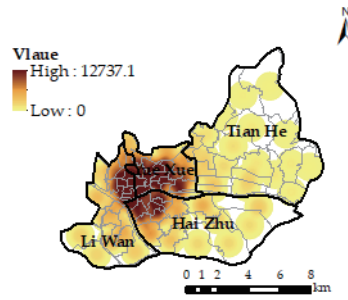 N
Vlaue
High : 12737.1
Low : 0
Tian He
Yue Xue
Hai Zhu
Li Wan
0 1 2 4 6 8
km